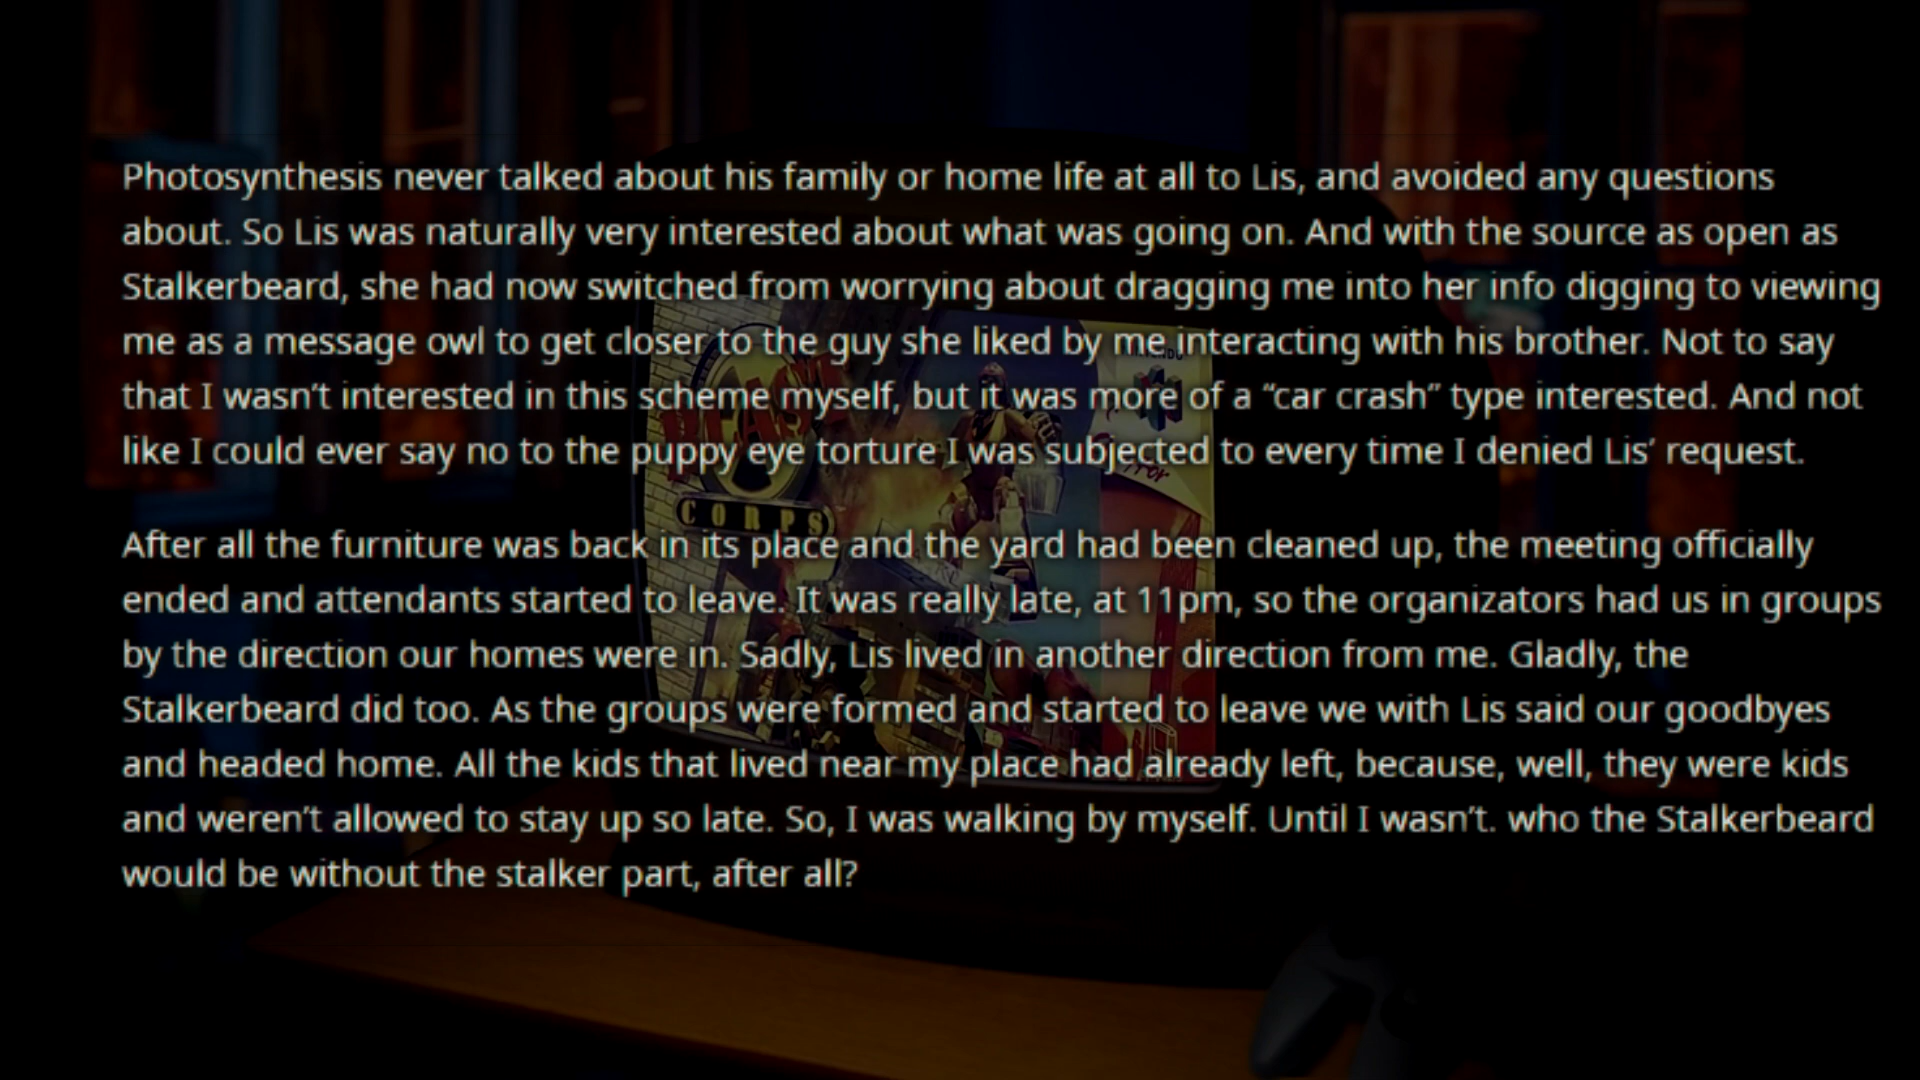 Photosynthesis never talked about his family or home life at all to Lis, and avoided any questions
about. So Lis was naturally very interested about what was going on. And with the source as open as
Stalkerbeard, she had now switched from worrying about dragging me into her info digging to viewing
me as a message owl to get closer to the guy she liked by me interacting with his brother. Not to say
that I wasn’t interested in this scheme myself, but it was more of a “car crash” type interested. And not
like I could ever say no to the puppy eye torture I was subjected to every time I denied Lis’ request.
After all the furniture was back in its place and the yard had been cleaned up, the meeting officially
ended and attendants started to leave. It was really late, at 11pm, so the organizators had us in groups
by the direction our homes were in. Sadly, Lis lived in another direction from me. Gladly, the
Stalkerbeard did too. As the groups were formed and started to leave we with Lis said our goodbyes
and headed home. All the kids that lived near my place had already left, because, well, they were kids
and weren’t allowed to stay up so late. So, I was walking by myself. Until I wasn’t. who the Stalkerbeard
would be without the stalker part, after all?
BLAST
CORPS